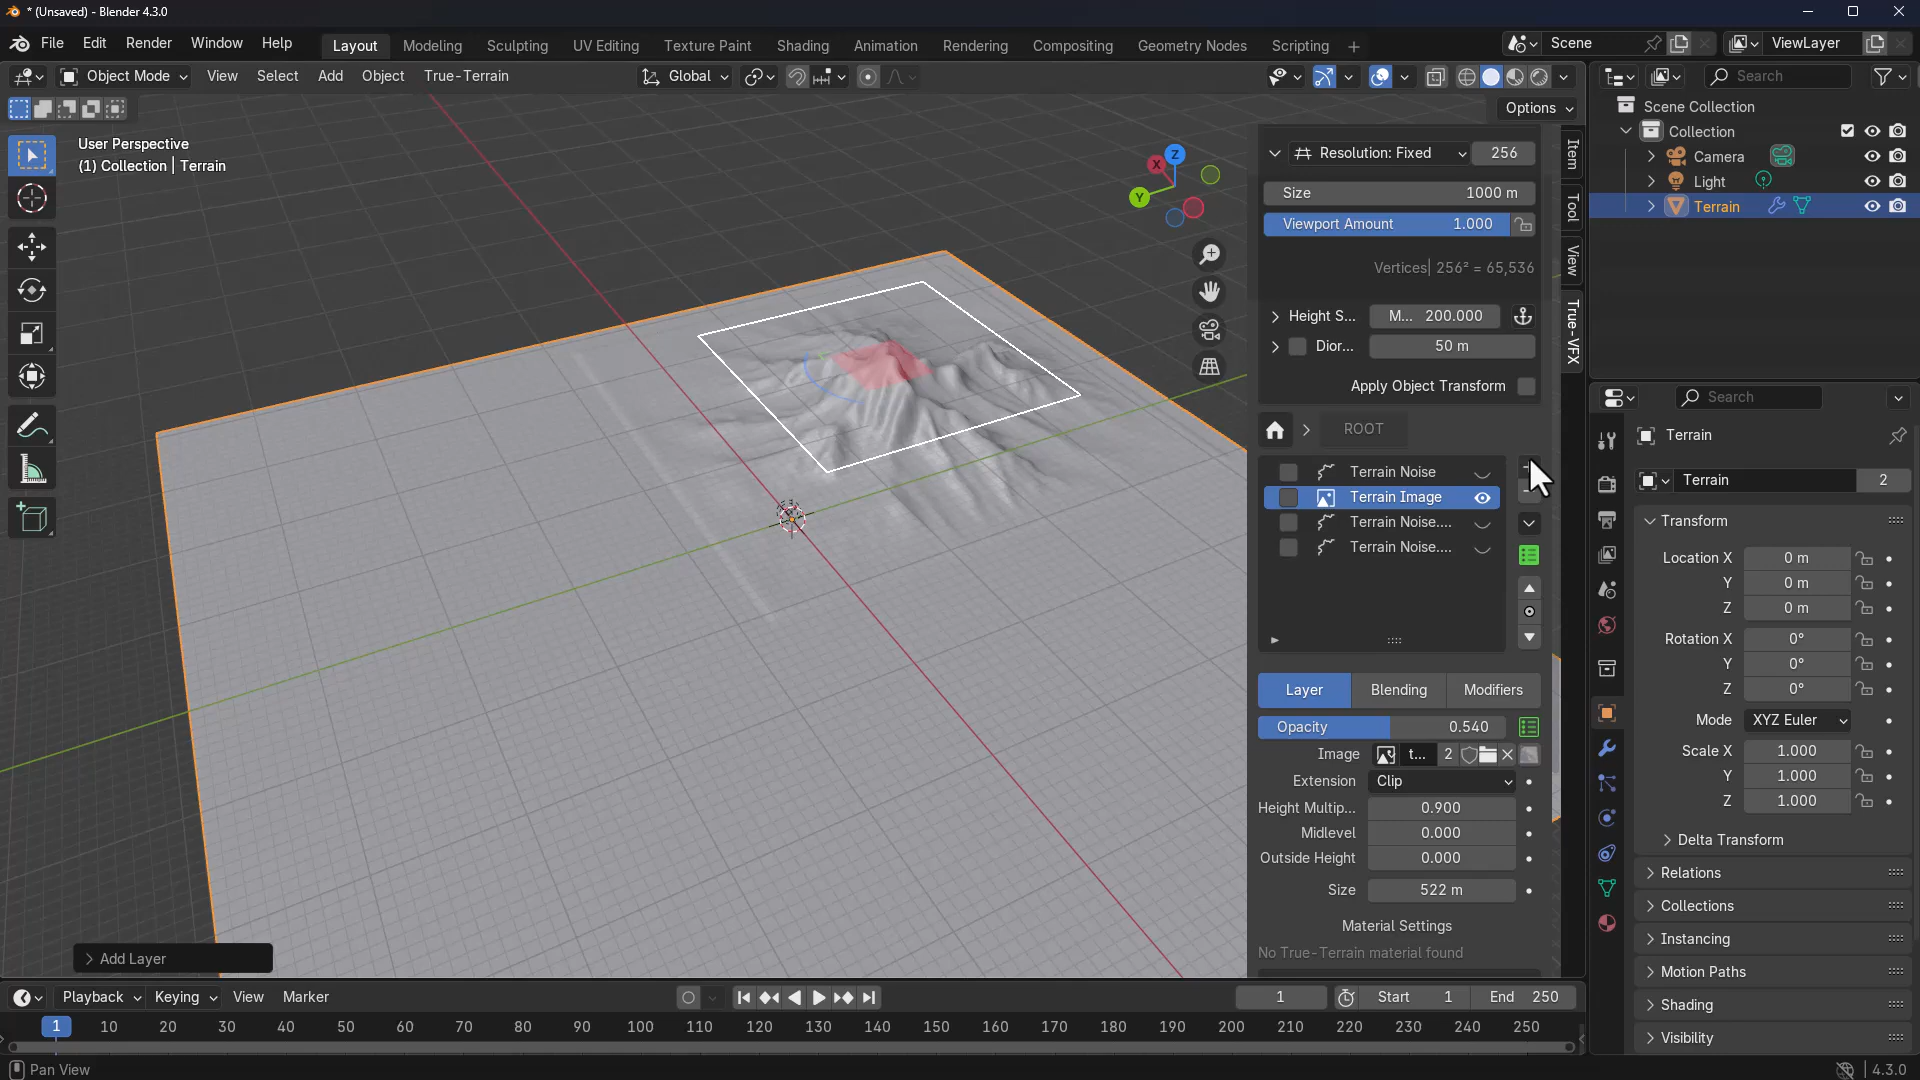 * (Unsaved) - Blender 4.3.0
File Edit Render Window Help
Layout Modeling Sculpting UV Editing Texture Paint Shading Animation Rendering Compositing Geometry Nodes Scripting +
Scene ViewLayer
Object Mode View Select Add Object True-Terrain
Global
Search
Options
Scene Collection
Collection
Camera
Light
Terrain
User Perspective
(1) Collection | Terrain
Z
X
Y
Resolution: Fixed 256
Size 1000 m
Viewport Amount 1.000
Vertices| 256² = 65,536
Height S... M... 200.000
Dior... 50 m
Apply Object Transform
ROOT
Terrain Noise
Terrain Image
Terrain Noise....
Terrain Noise....
Layer Blending Modifiers
Opacity 0.540
Image t... 2
Extension Clip
Height Multip... 0.900
Midlevel 0.000
Outside Height 0.000
Size 522 m
Material Settings
No True-Terrain material found
Item
Tool
View
True-VFX
Search
Terrain
Terrain 2
Transform
Location X 0 m
Y 0 m
Z 0 m
Rotation X 0°
Y 0°
Z 0°
Mode XYZ Euler
Scale X 1.000
Y 1.000
Z 1.000
Delta Transform
Relations
Collections
Instancing
Motion Paths
Shading
Visibility
Add Layer
Playback Keying View Marker
1 Start 1 End 250
1 10 20 30 40 50 60 70 80 90 100 110 120 130 140 150 160 170 180 190 200 210 220 230 240 250
Pan View
4.3.0